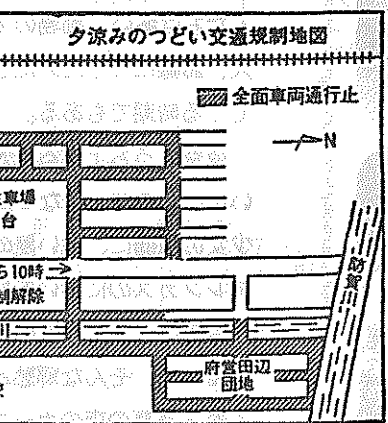 夕涼みのつどい交通規制地図
全面車両通行止
N
車場
台
ら10時
制解除
川
防賀
府営田辺
団地